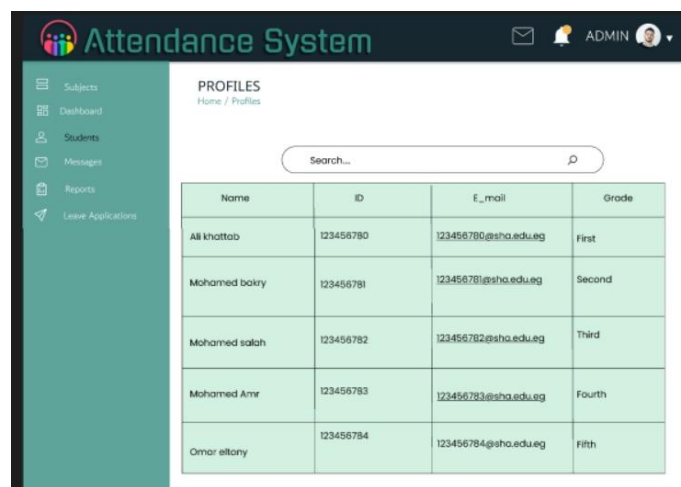 Attendance System
ADMIN
Subjects
Dashboard
Students
Messages
Reports
Leave Applications
PROFILES
Home / Profiles
Search....
Name ID E_mail Grade
Ali khattab 123456780 123456780@sha.edu.eg First
Mohamed bakry 123456781 123456781@sha.edu.eg Second
Mohamed salah 123456782 123456782@sha.edu.eg Third
Mohamed Amr 123456783 123456783@sha.edu.eg Fourth
Omar eltony 123456784 123456784@sha.edu.eg Fifth